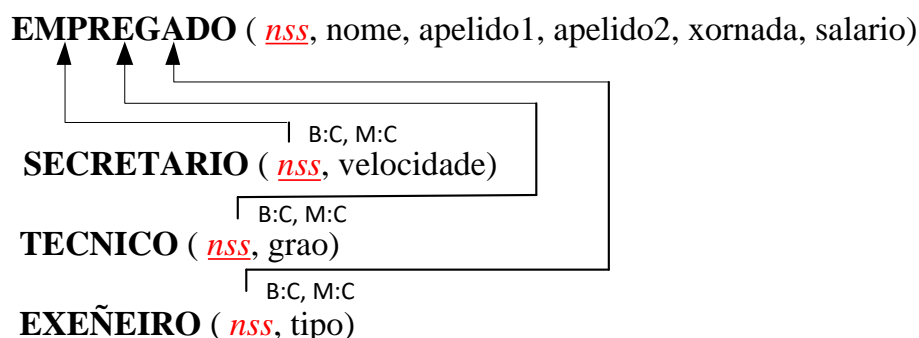 EMPREGADO ( nss, nome, apelido1, apelido2, xornada, salario)
B:C, M:C
SECRETARIO ( nss, velocidade)
B:C, M:C
TECNICO ( nss, grao)
B:C, M:C
EXEÑEIRO ( nss, tipo)